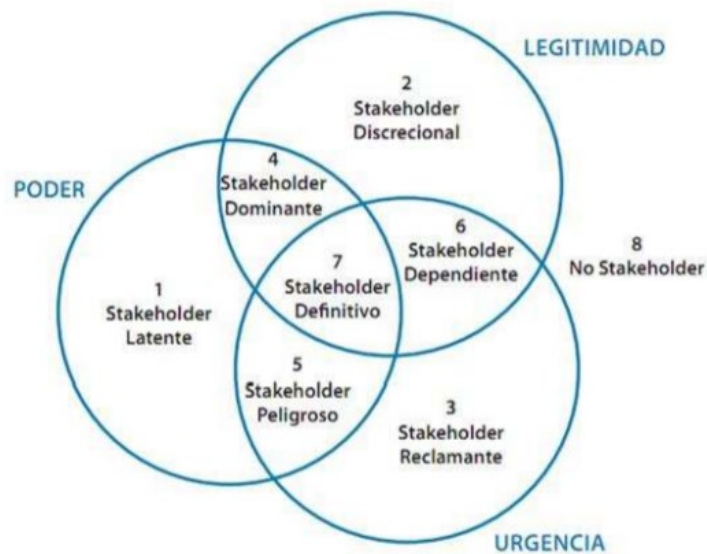 LEGITIMIDAD
2
Stakeholder
Discrecional
4
Stakeholder
Dominante
PODER
6
Stakeholder
Dependiente
8
No Stakeholder
7
Stakeholder
Definitivo
1
Stakeholder
Latente
5
Stakeholder
Peligroso
3
Stakeholder
Reclamante
URGENCIA